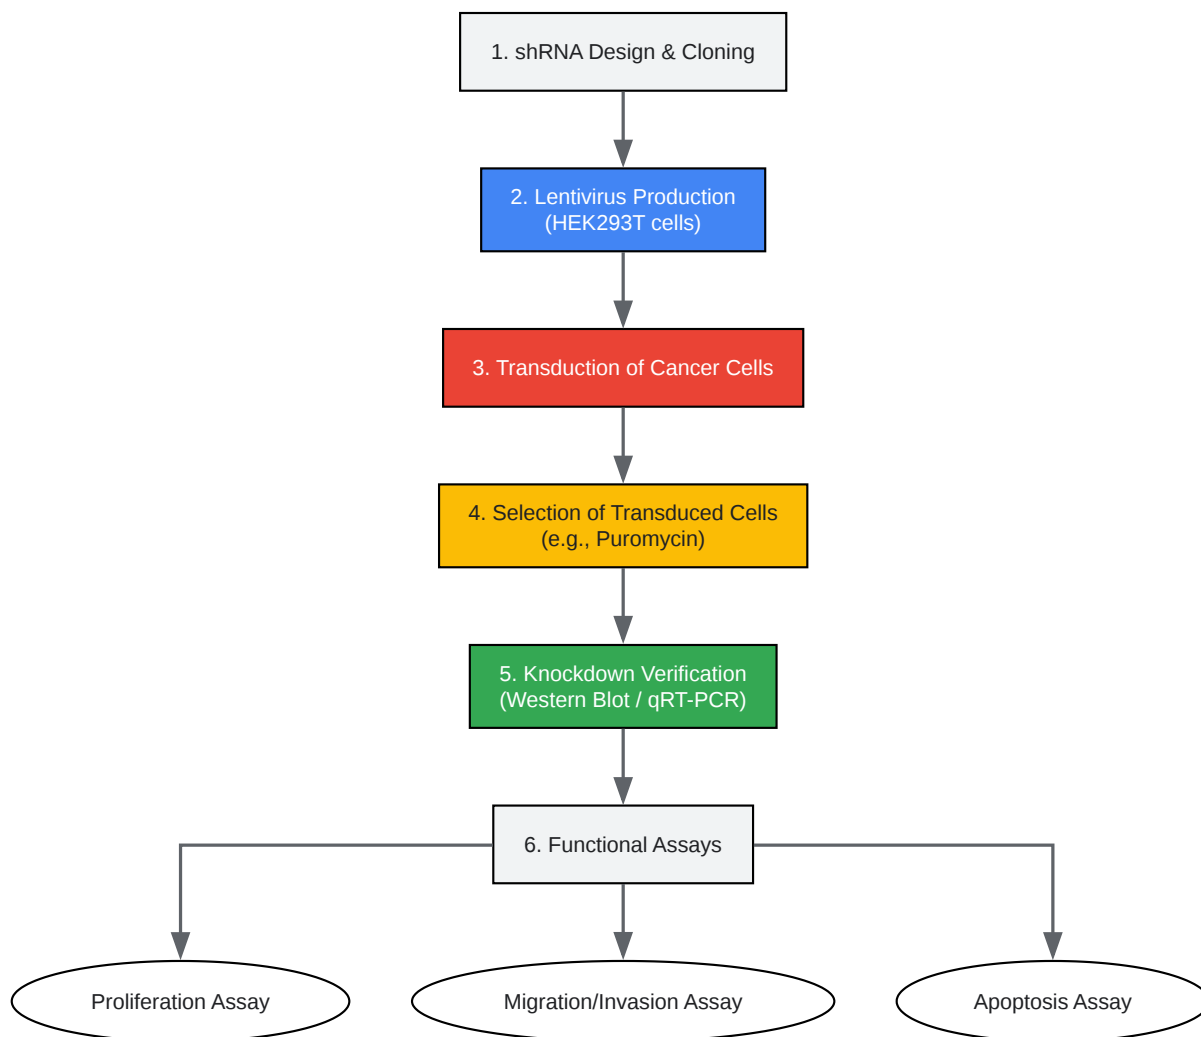 1. shRNA Design & Cloning
2. Lentivirus Production
(HEK293T cells)
3. Transduction of Cancer Cells
4. Selection of Transduced Cells
(e.g., Puromycin)
5. Knockdown Verification
(Western Blot / qRT-PCR)
6. Functional Assays
Proliferation Assay
Migration/Invasion Assay
Apoptosis Assay